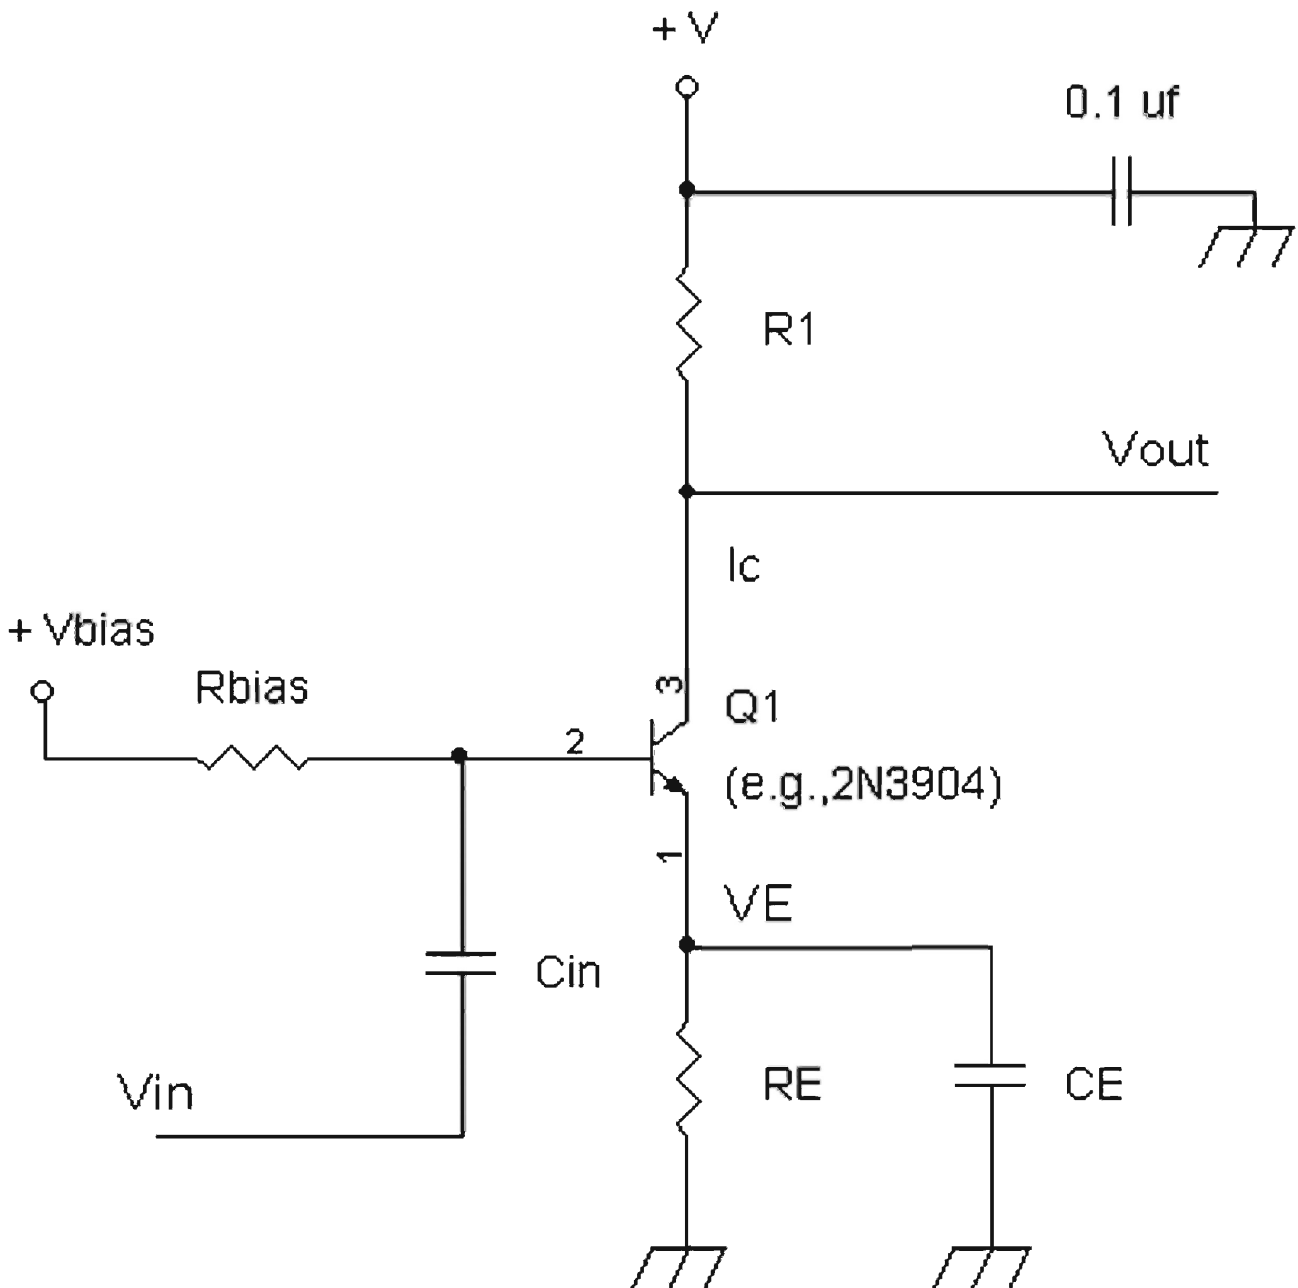 + V
0.1 uf
R1
Vout
Ic
+ Vbias
Rbias
3
Q1
2
(e.g.,2N3904)
1
VE
Cin
RE
CE
Vin